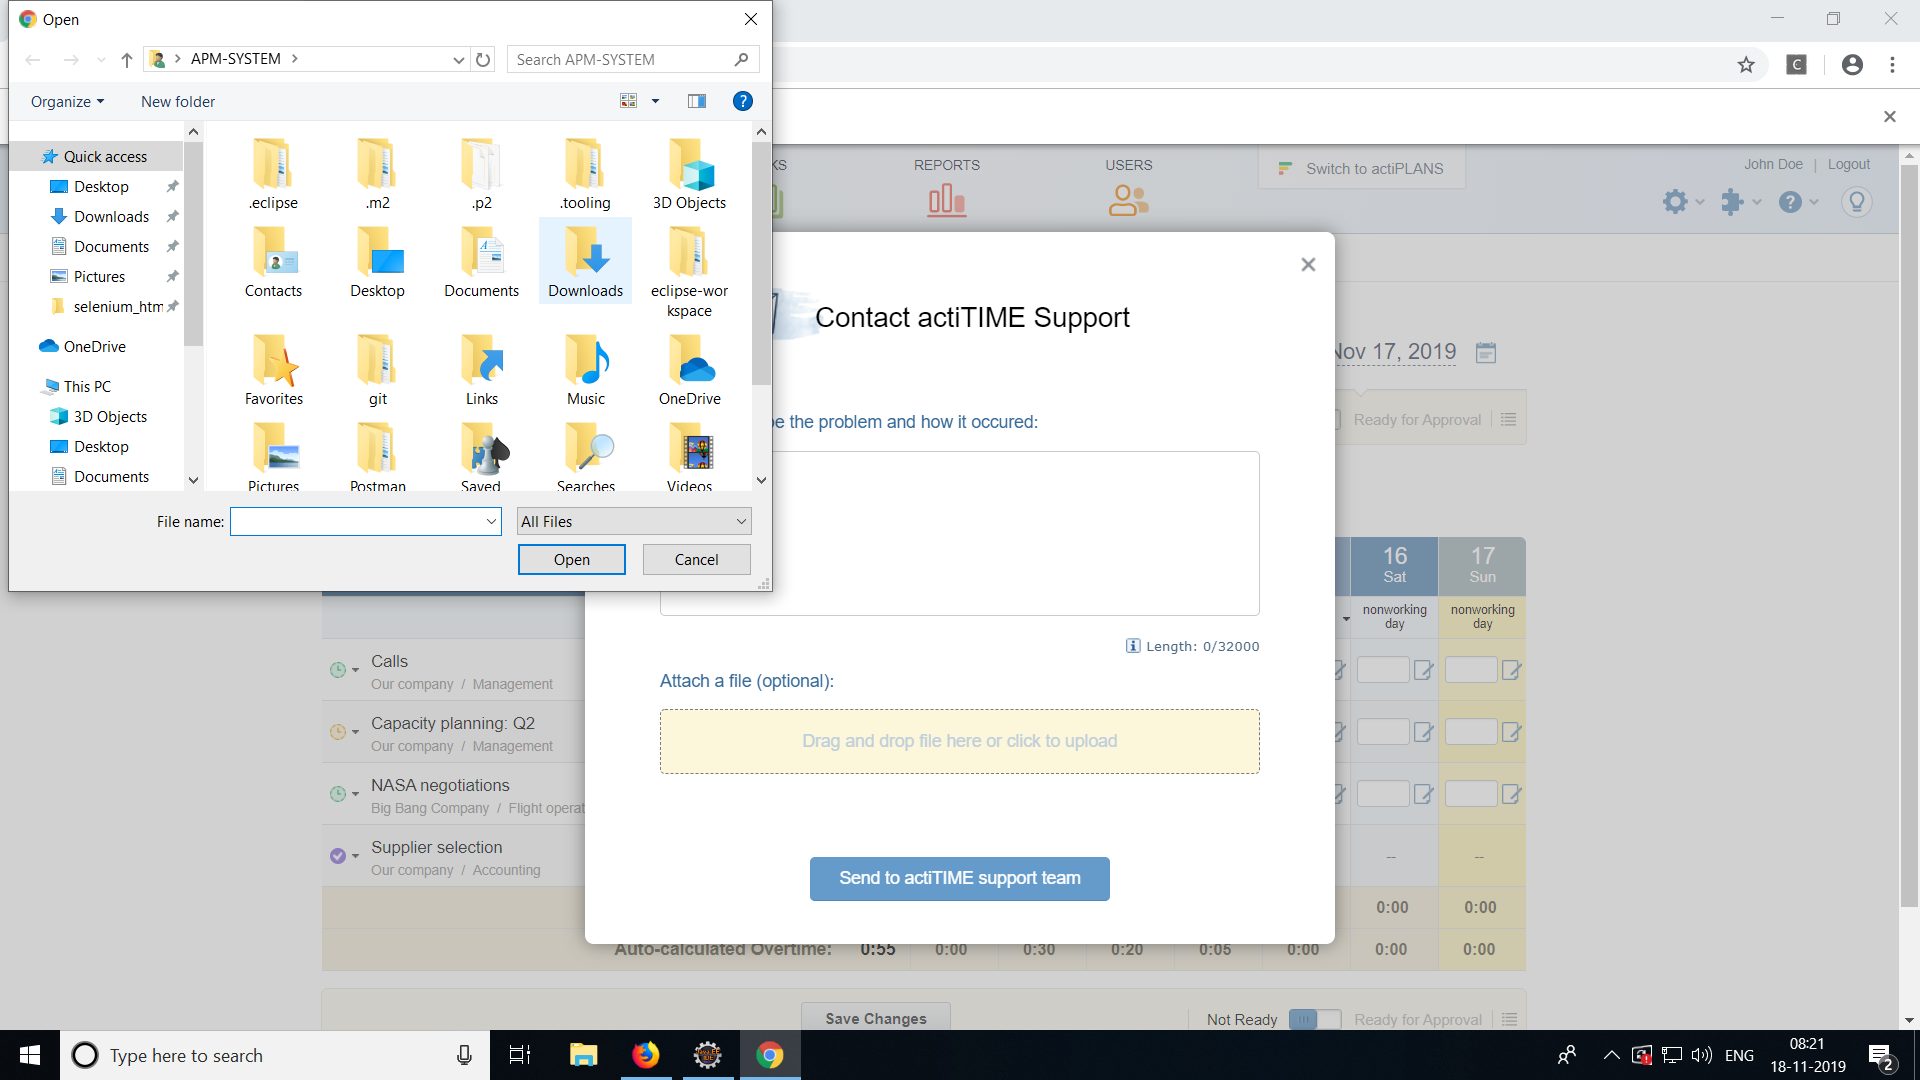 Open
APM-SYSTEM
Search APM-SYSTEM
Organize
New folder
Quick access
Desktop
Downloads
Documents
Pictures
selenium_htm
OneDrive
This PC
3D Objects
Desktop
Documents
.eclipse
.m2
.p2
.tooling
3D Objects
Contacts
Desktop
Documents
Downloads
eclipse-wor
kspace
Favorites
git
Links
Music
OneDrive
Pictures
Postman
Saved
Searches
Videos
File name:
All Files
Open
Cancel
C
KS
REPORTS
USERS
Switch to actiPLANS
John Doe | Logout
Contact actiTIME Support
be the problem and how it occured:
Length: 0/32000
Attach a file (optional):
Drag and drop file here or click to upload
Send to actiTIME support team
Nov 17, 2019
Ready for Approval
16
Sat
17
Sun
nonworking
day
nonworking
day
Calls
Our company / Management
Capacity planning: Q2
Our company / Management
NASA negotiations
Big Bang Company / Flight operat
Supplier selection
Our company / Accounting
-- --
0:00 0:00
Auto-calculated Overtime: 0:55 0:00 0:30 0:20 0:05 0:00 0:00 0:00
Save Changes
Not Ready
Ready for Approval
Type here to search
ENG
08:21
18-11-2019
2